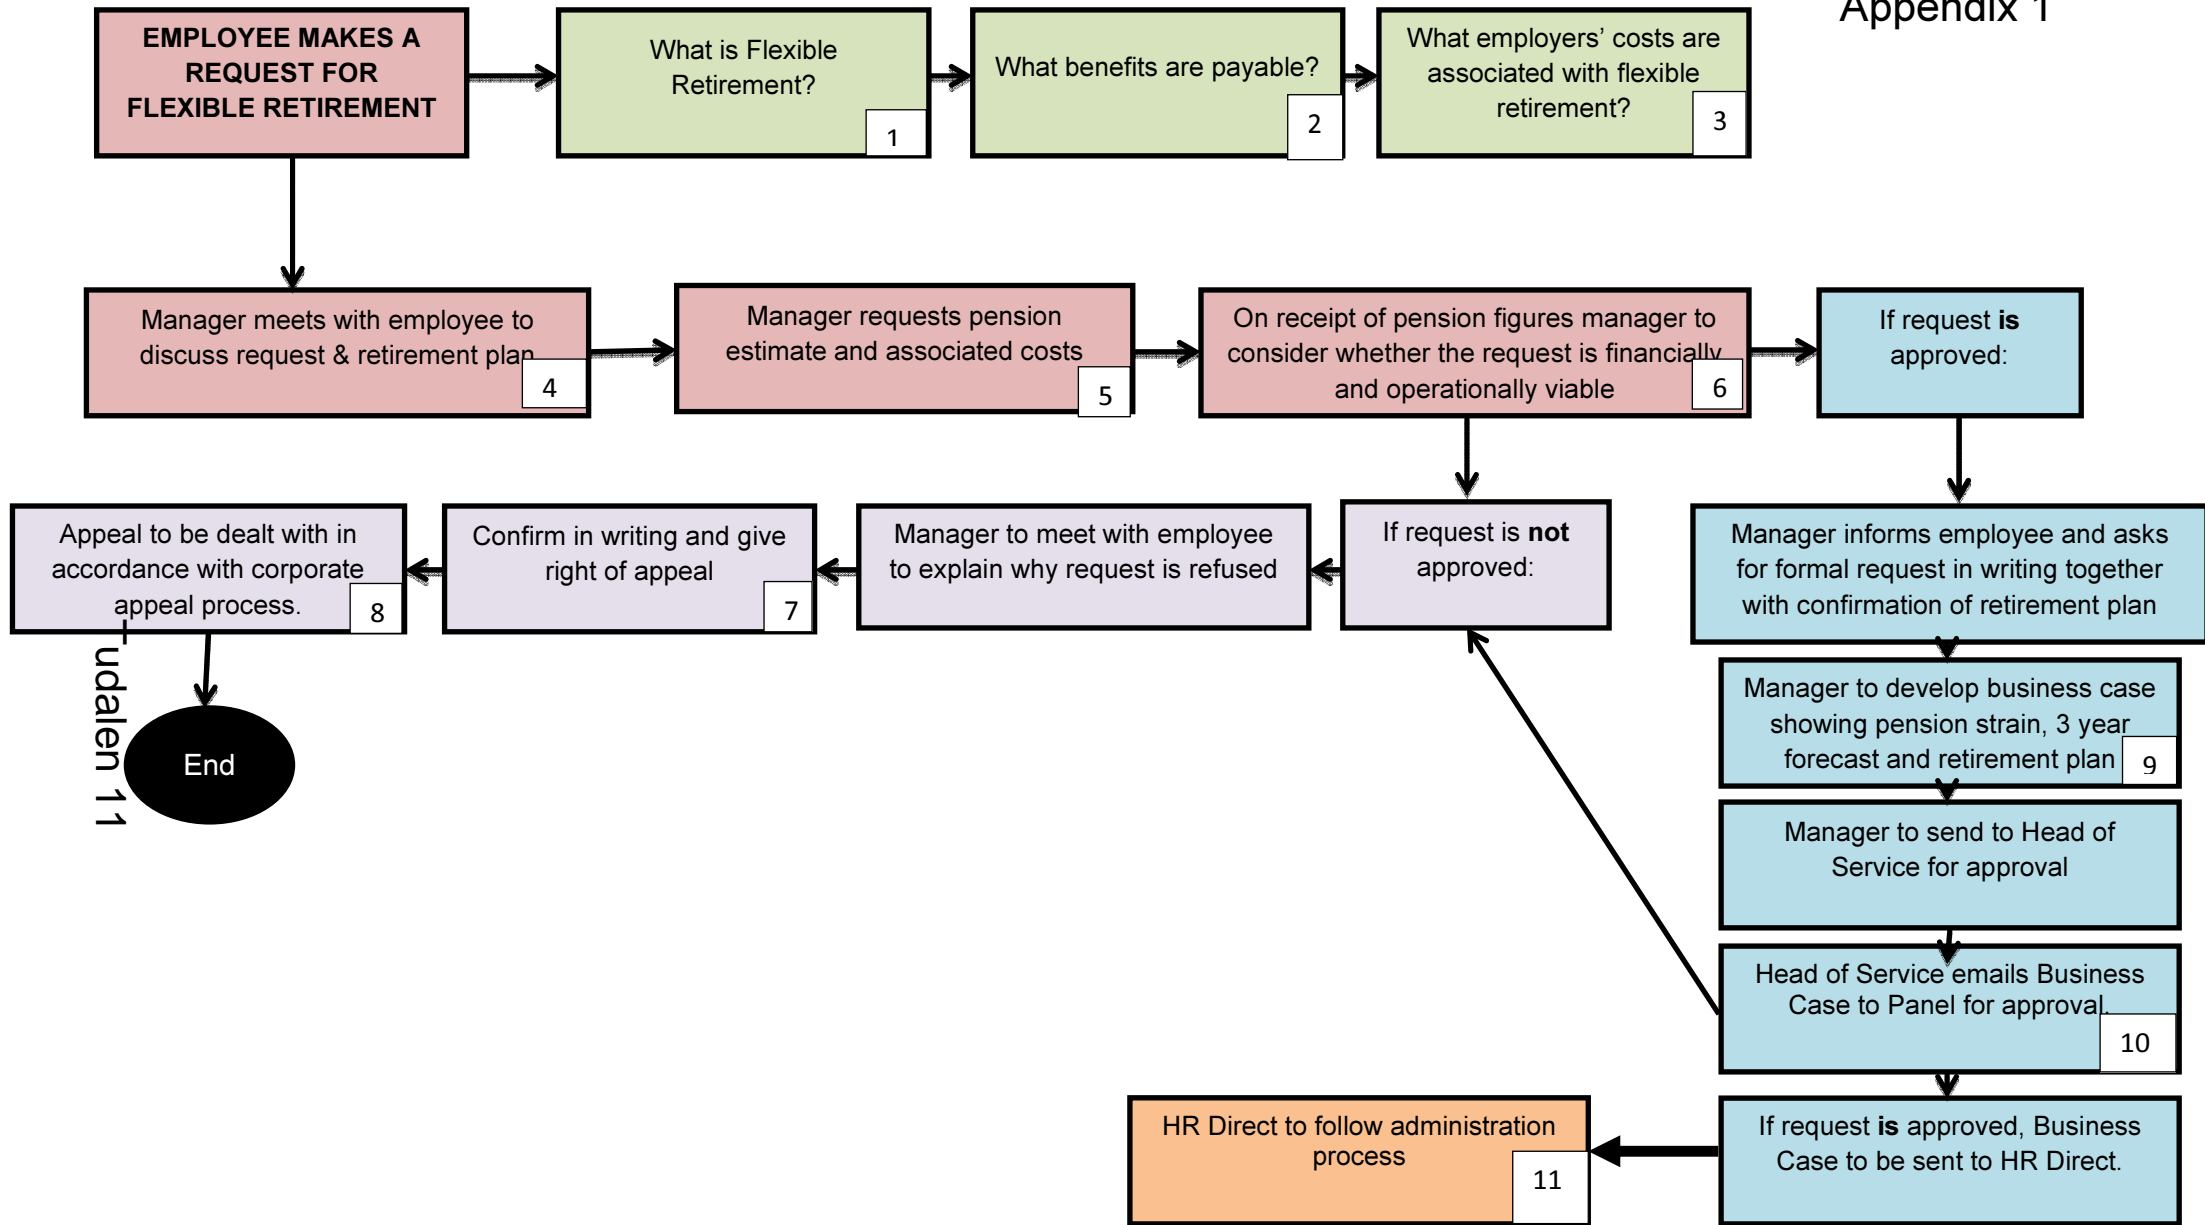 Appendix 1
EMPLOYEE MAKES A
REQUEST FOR
FLEXIBLE RETIREMENT
What is Flexible
Retirement?
1
What benefits are payable?
2
What employers’ costs are
associated with flexible
retirement?
3
Manager meets with employee to
discuss request & retirement plan
4
Manager requests pension
estimate and associated costs
5
On receipt of pension figures manager to
consider whether the request is financially
and operationally viable
6
If request is
approved:
Appeal to be dealt with in
accordance with corporate
appeal process.
8
Confirm in writing and give
right of appeal
7
Manager to meet with employee
to explain why request is refused
If request is not
approved:
Manager informs employee and asks
for formal request in writing together
with confirmation of retirement plan
Manager to develop business case
showing pension strain, 3 year
forecast and retirement plan
9
udalen 11
End
Manager to send to Head of
Service for approval
Head of Service emails Business
Case to Panel for approval.
10
HR Direct to follow administration
process
11
If request is approved, Business
Case to be sent to HR Direct.